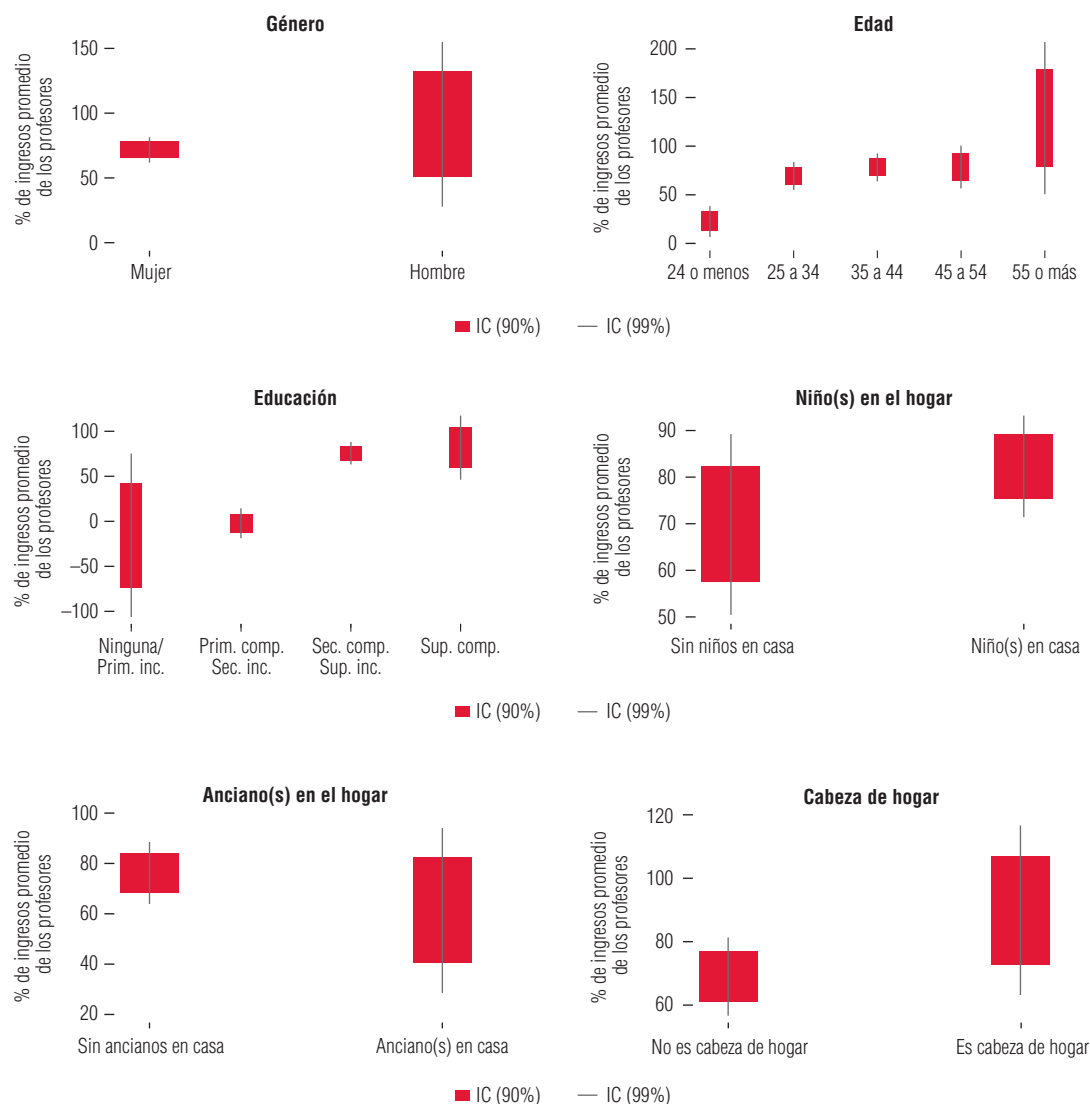 Género
% de ingresos promedio
de los profesores
150
100
50
0
Mujer
Hombre
Edad
% de ingresos promedio
de los profesores
200
150
100
50
0
24 o menos
25 a 34
35 a 44
45 a 54
55 o más
IC (90%) — IC (99%)
Educación
% de ingresos promedio
de los profesores
100
50
0
–50
–100
Ninguna/
Prim. inc.
Prim. comp.
Sec. inc.
Sec. comp.
Sup. inc.
Sup. comp.
Niño(s) en el hogar
% de ingresos promedio
de los profesores
90
80
70
60
50
Sin niños en casa
Niño(s) en casa
IC (90%) — IC (99%)
Anciano(s) en el hogar
% de ingresos promedio
de los profesores
100
80
60
40
20
Sin ancianos en casa
Anciano(s) en casa
Cabeza de hogar
% de ingresos promedio
de los profesores
120
100
80
60
No es cabeza de hogar
Es cabeza de hogar
IC (90%) — IC (99%)